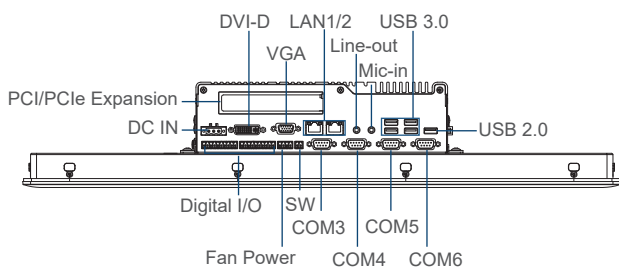 DVI-D
LAN1/2
USB 3.0
VGA
Line-out
Mic-in
PCI/PCIe Expansion
DC IN
USB 2.0
Digital I/O
SW
COM3
COM5
Fan Power
COM4
COM6